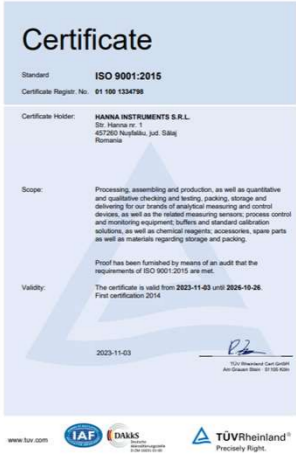 Certificate
Standard ISO 9001:2015
Certificate Registr. No. 01 100 1334798
Certificate Holder: HANNA INSTRUMENTS S.R.L.
Str. Hanna nr. 1
457260 Nușfalău, jud. Sălaj
Romania
Scope: Processing, assembling and production, as well as quantitative
and qualitative checking and testing, packing, storage and
delivering for our brands of analytical measuring and control
devices, as well as the related measuring sensors; process control
and monitoring equipment; buffers and standard calibration
solutions, as well as chemical reagents; accessories, spare parts
as well as materials regarding storage and packing.
Proof has been furnished by means of an audit that the
requirements of ISO 9001:2015 are met.
Validity: The certificate is valid from 2023-11-03 until 2026-10-26.
First certification 2014
2023-11-03
TÜV Rheinland Cert GmbH
Am Grauen Stein · 51105 Köln
www.tuv.com
IAF
DAkkS
Deutsche
Akkreditierungsstelle
TÜVRheinland®
Precisely Right.